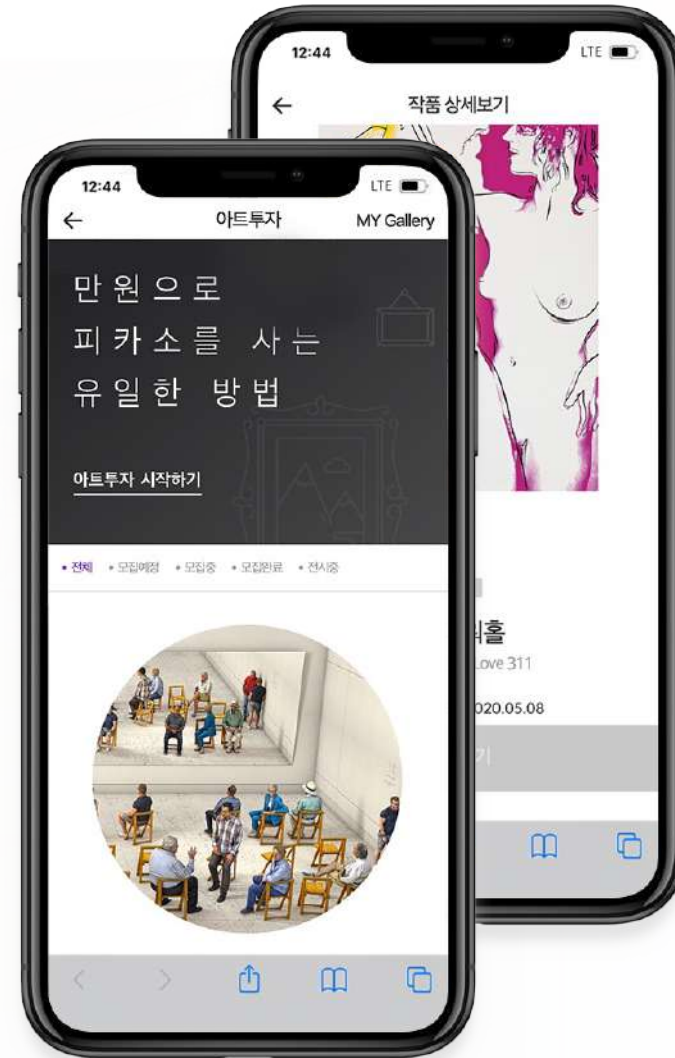 12:44
LTE
작품 상세보기
12:44
LTE
아트투자
MY Gallery
만원으로
피카소를 사는
유일한 방법
아트투자 시작하기
• 전체 • 모집예정 • 모집중 • 모집완료 • 전시중
홀
Love 311
020.05.08
기